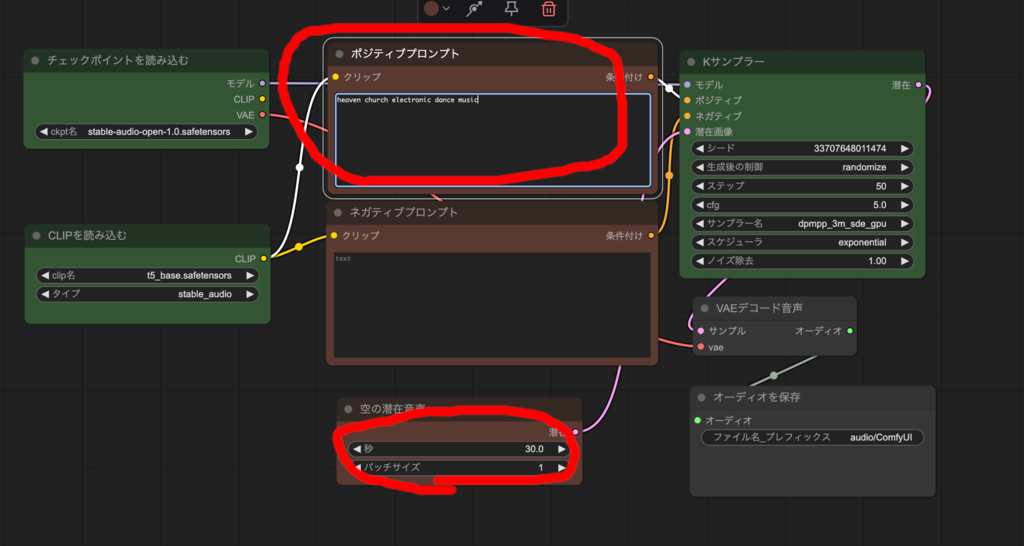 チェックポイントを読み込む
モデル
CLIP
VAE
ckpt名 stable-audio-open-1.0.safetensors
CLIPを読み込む
CLIP
clip名 t5_base.safetensors
タイプ stable_audio
ポジティブプロンプト
クリップ 条件付け
heaven church electronic dance music
ネガティブプロンプト
クリップ 条件付け
text
空の潜在音声
潜在
秒 30.0
バッチサイズ 1
Kサンプラー
モデル 潜在
ポジティブ
ネガティブ
潜在画像
シード 33707648011474
生成後の制御 randomize
ステップ 50
cfg 5.0
サンプラー名 dpmpp_3m_sde_gpu
スケジューラ exponential
ノイズ除去 1.00
VAEデコード音声
サンプル オーディオ
vae
オーディオを保存
オーディオ
ファイル名_プレフィックス audio/ComfyUI